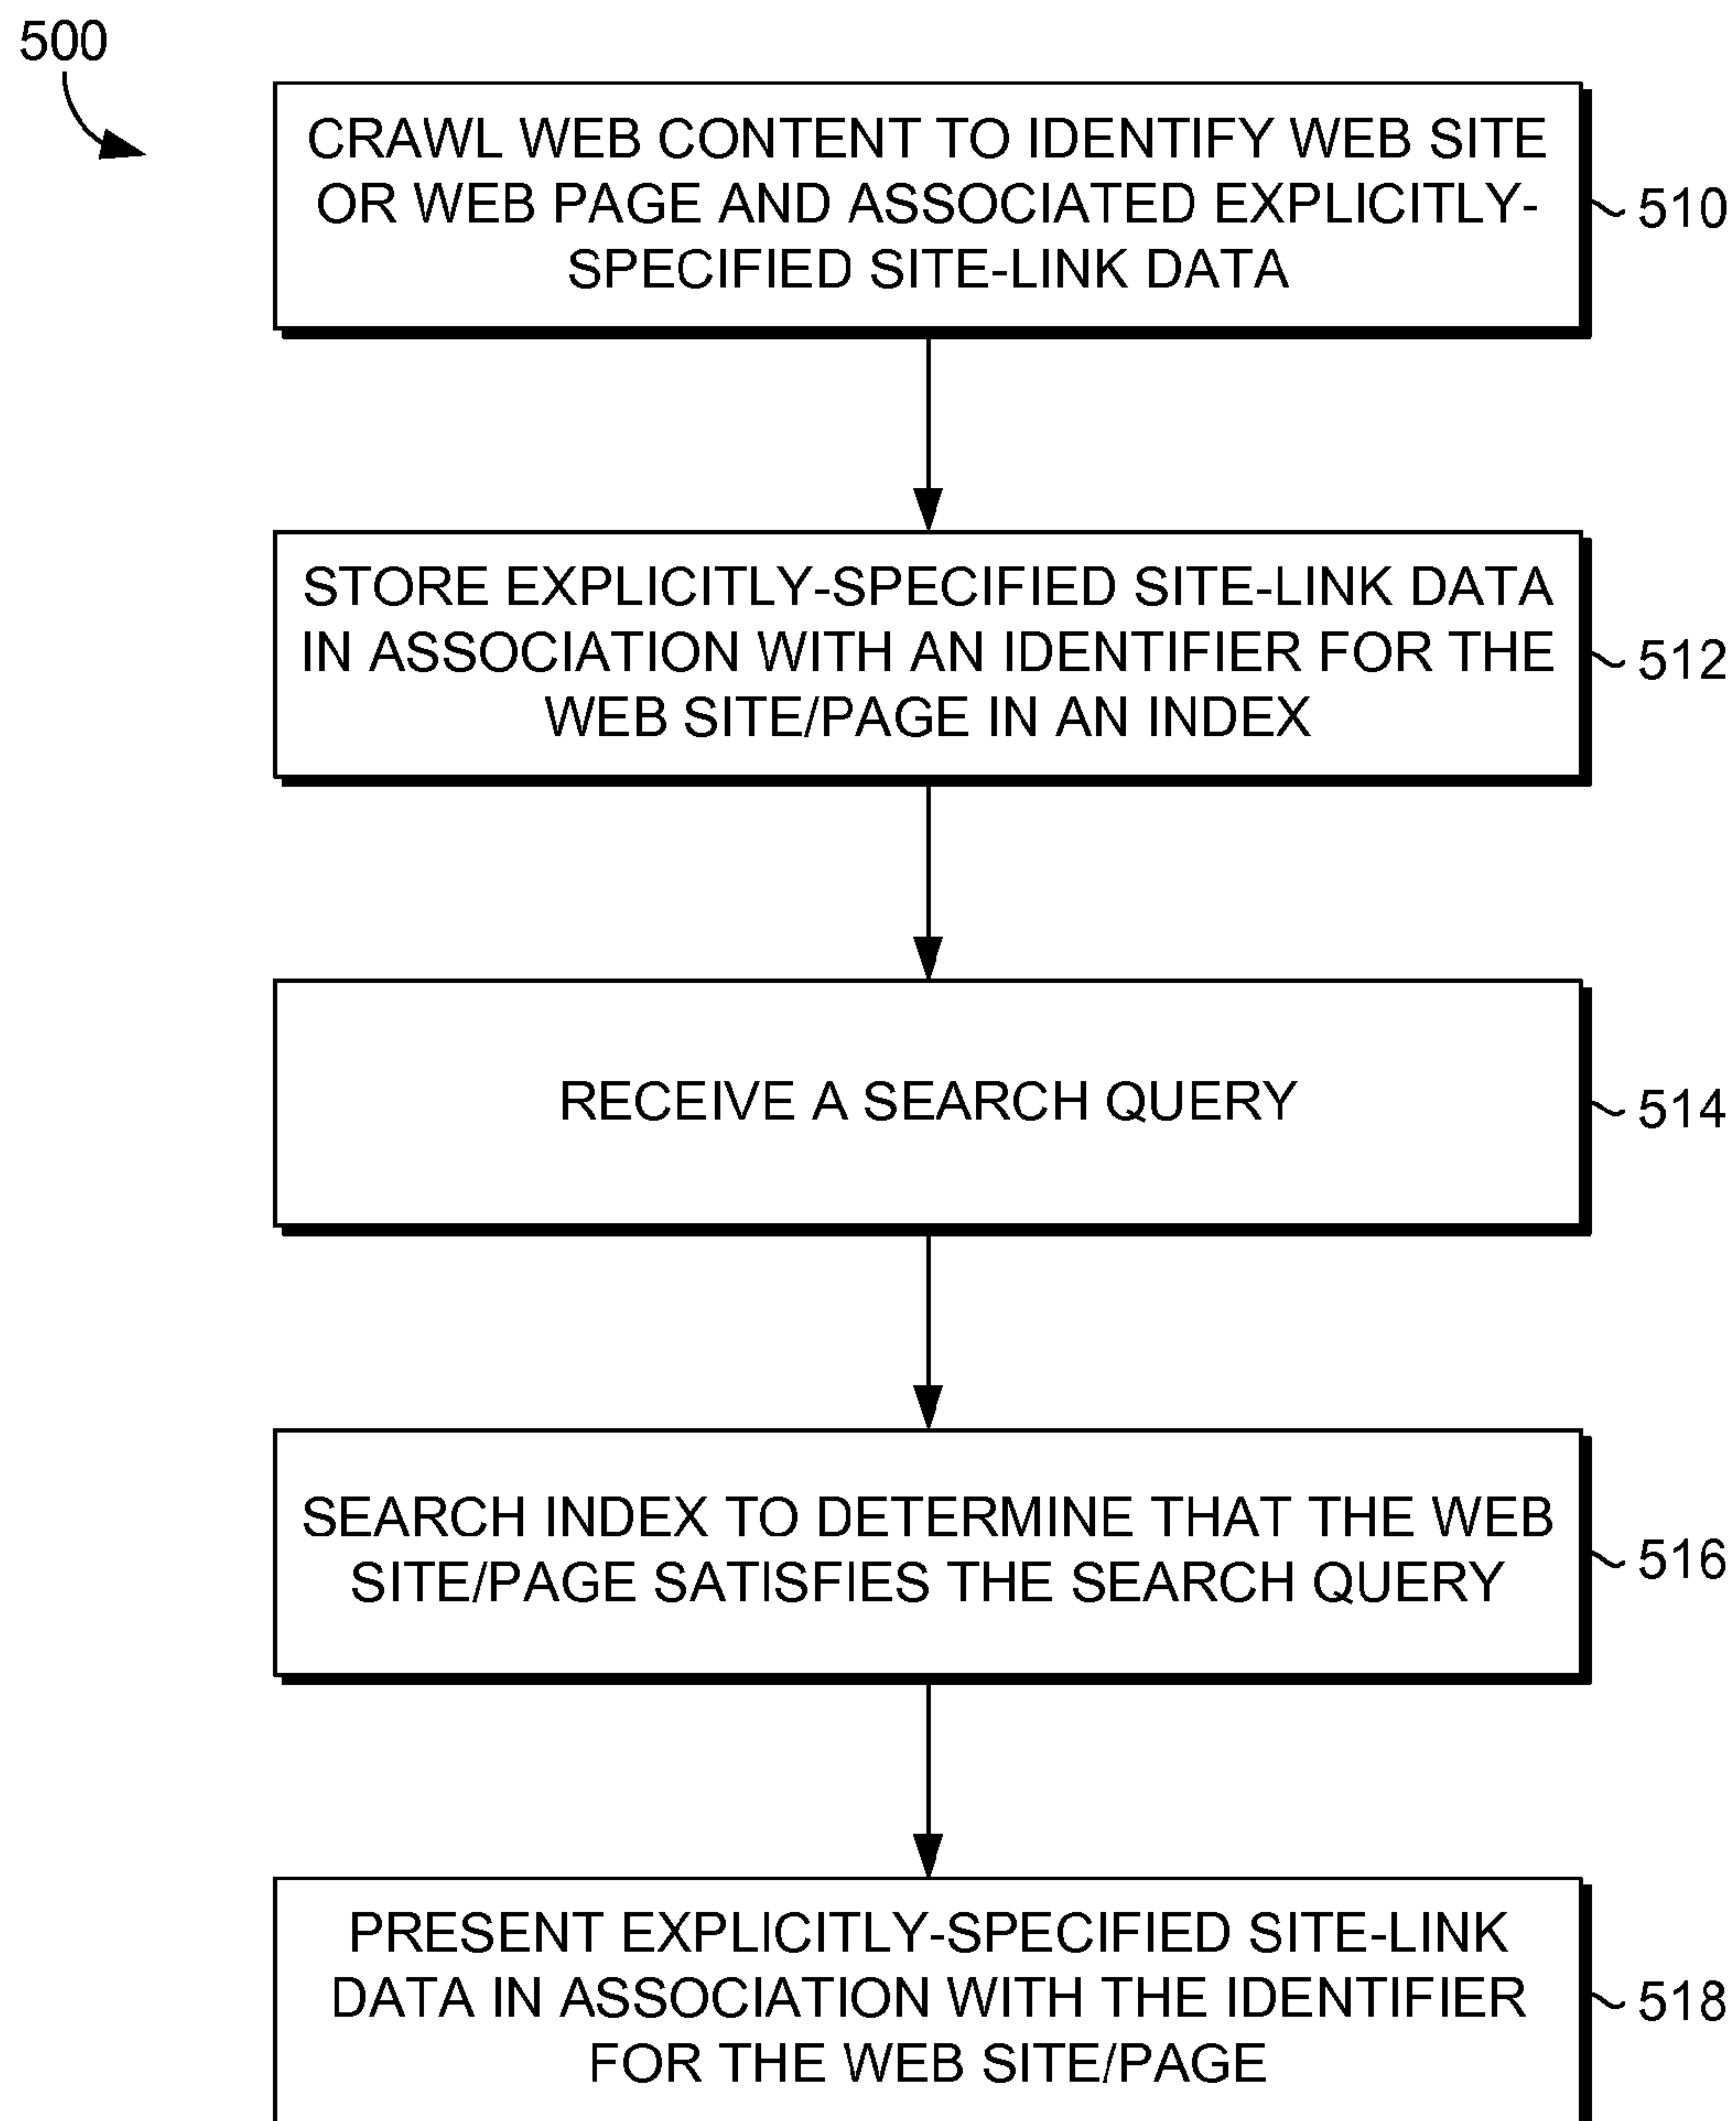 500
CRAWL WEB CONTENT TO IDENTIFY WEB SITE
OR WEB PAGE AND ASSOCIATED EXPLICITLY-
SPECIFIED SITE-LINK DATA
510
STORE EXPLICITLY-SPECIFIED SITE-LINK DATA
IN ASSOCIATION WITH AN IDENTIFIER FOR THE
WEB SITE/PAGE IN AN INDEX
512
RECEIVE A SEARCH QUERY
514
SEARCH INDEX TO DETERMINE THAT THE WEB
SITE/PAGE SATISFIES THE SEARCH QUERY
516
PRESENT EXPLICITLY-SPECIFIED SITE-LINK
DATA IN ASSOCIATION WITH THE IDENTIFIER
FOR THE WEB SITE/PAGE
518